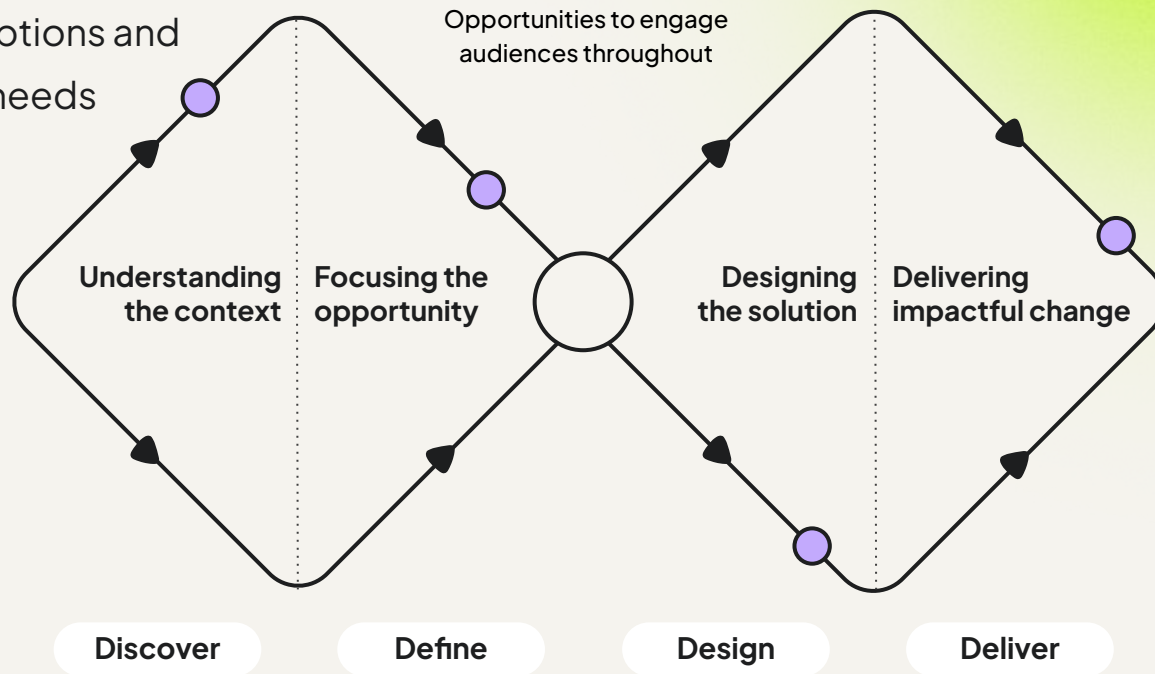 and
needs
Opportunities to engage
audiences throughout
Understanding
the context
Focusing the
opportunity
Designing
the solution
Delivering
impactful change
Discover
Define
Design
Deliver